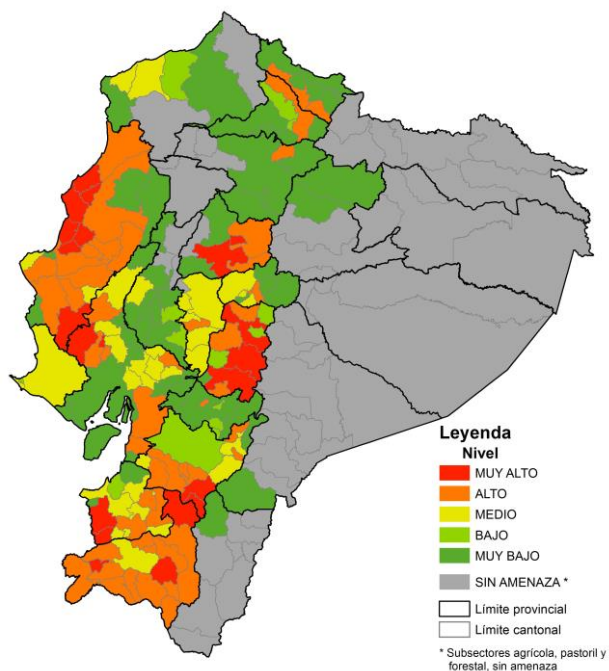 Leyenda
Nivel
MUY ALTO
ALTO
MEDIO
BAJO
MUY BAJO
SIN AMENAZA *
Límite provincial
Límite cantonal
* Subsectores agrícola, pastoril y
forestal, sin amenaza